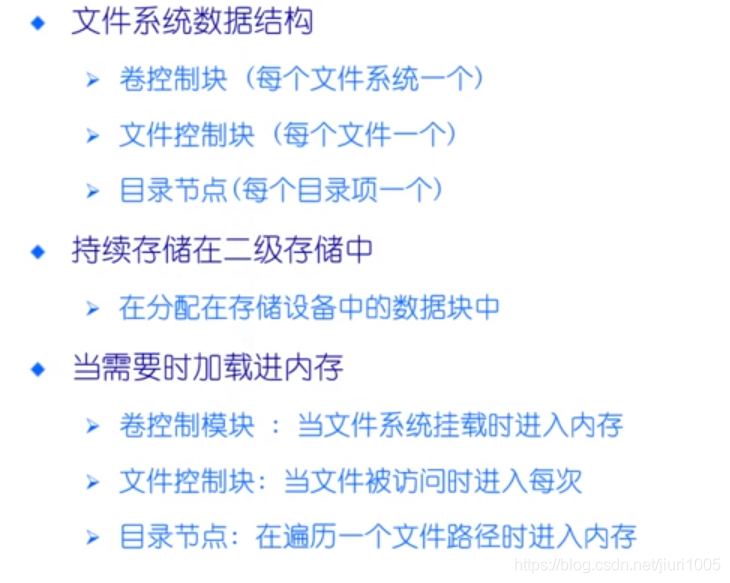 文件系统数据结构
卷控制块（每个文件系统一个）
文件控制块（每个文件一个）
目录节点(每个目录项一个）
持续存储在二级存储中
在分配在存储设备中的数据块中
当需要时加载进内存
卷控制模块 ：当文件系统挂载时进入内存
文件控制块：当文件被访问时进入每次
目录节点：在遍历一个文件路径时进入内存
https://blog.csdn.net/jiuri1005